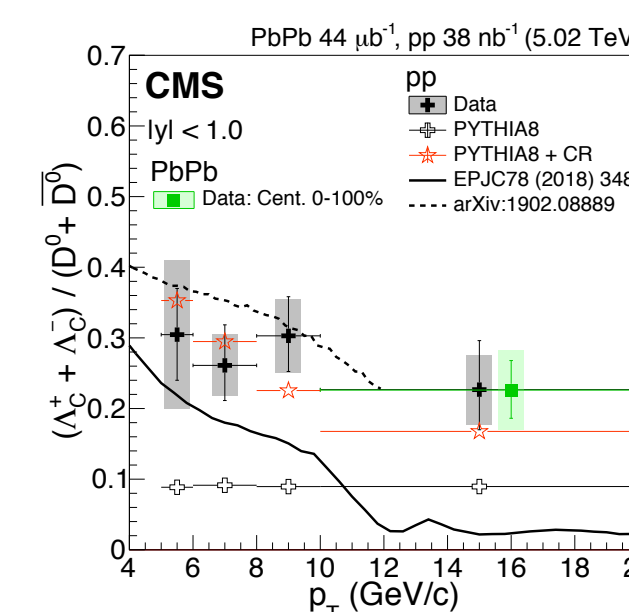 PbPb 44 μb⁻¹, pp 38 nb⁻¹ (5.02 TeV
CMS
|y| < 1.0
PbPb
Data: Cent. 0-100%
pp
Data
PYTHIA8
PYTHIA8 + CR
EPJC78 (2018) 348
arXiv:1902.08889
(Λ_C^+ + Λ_C^-) / (D^0 + \overline{D^0})
0.7
0.6
0.5
0.4
0.3
0.2
0.1
0
4 6 8 10 12 14 16 18 2
p_T (GeV/c)